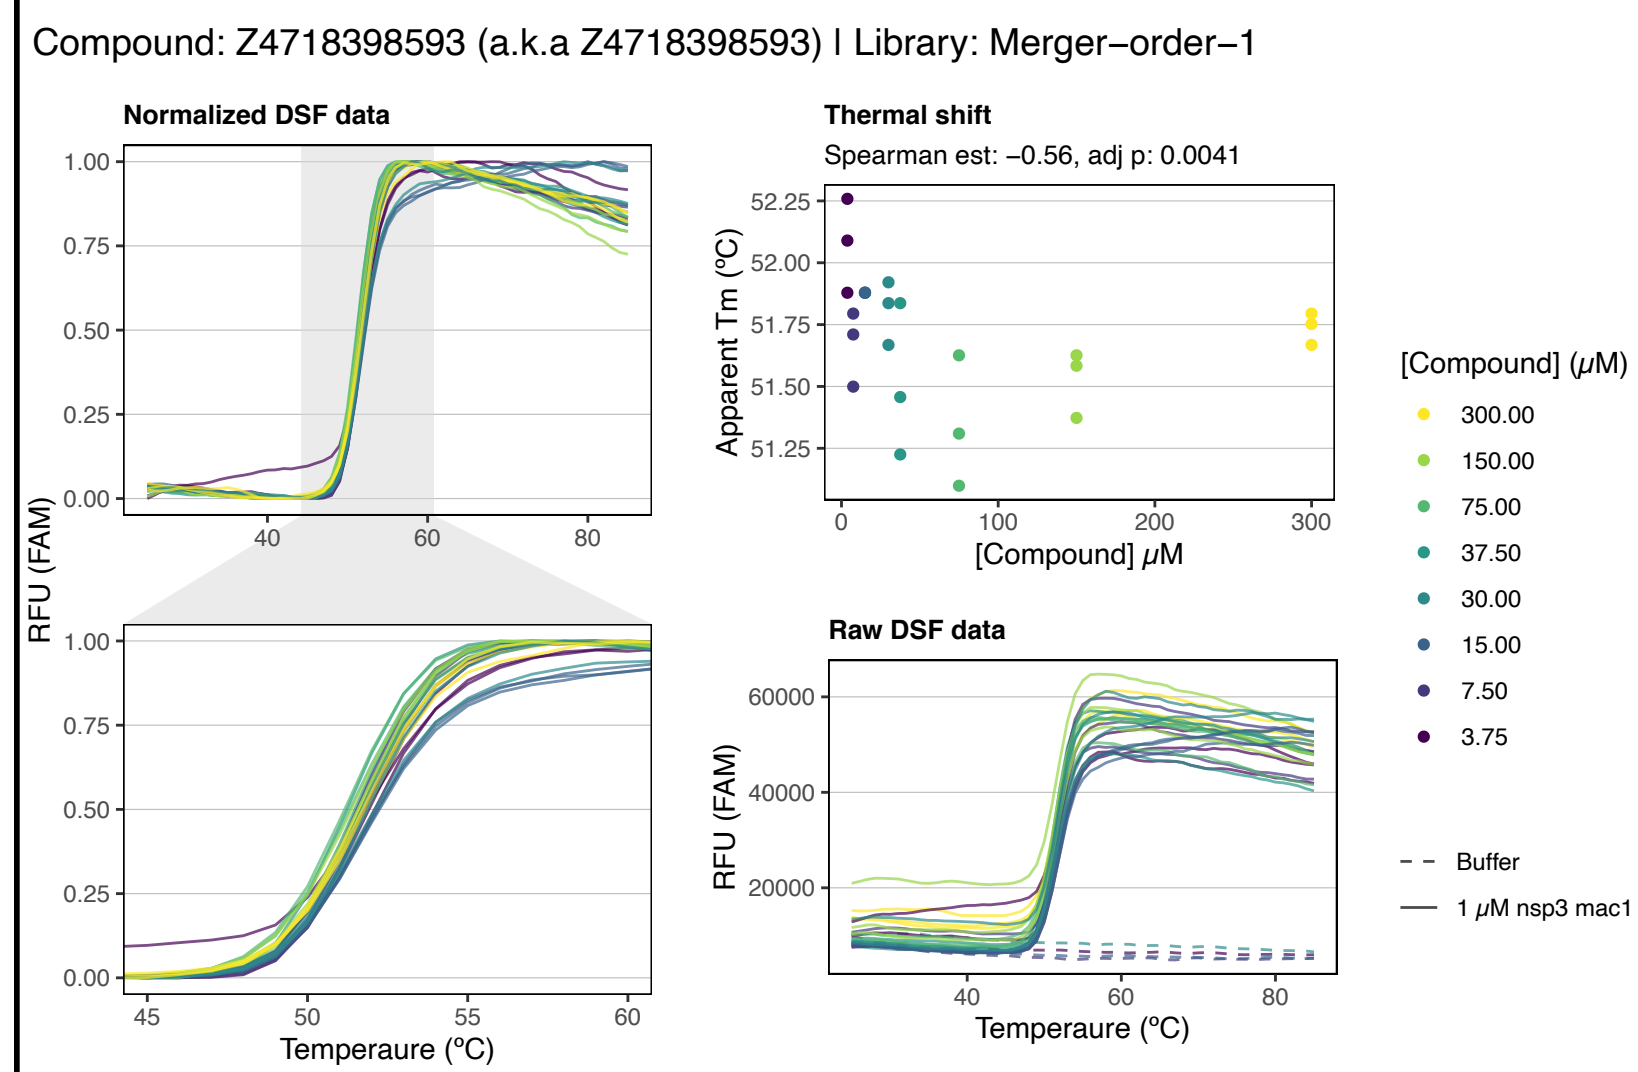 Compound: Z4718398593 (a.k.a Z4718398593) | Library: Merger−order−1
Normalized DSF data
1.00
0.75
0.50
0.25
0.00
40
60
80
RFU (FAM)
1.00
0.75
0.50
0.25
0.00
45
50
55
60
Temperaure (ºC)
Thermal shift
Spearman est: −0.56, adj p: 0.0041
52.25
52.00
51.75
51.50
51.25
Apparent Tm (ºC)
0
100
200
300
[Compound] µM
Raw DSF data
60000
40000
20000
RFU (FAM)
40
60
80
Temperaure (ºC)
[Compound] (µM)
300.00
150.00
75.00
37.50
30.00
15.00
7.50
3.75
Buffer
1 µM nsp3 mac1